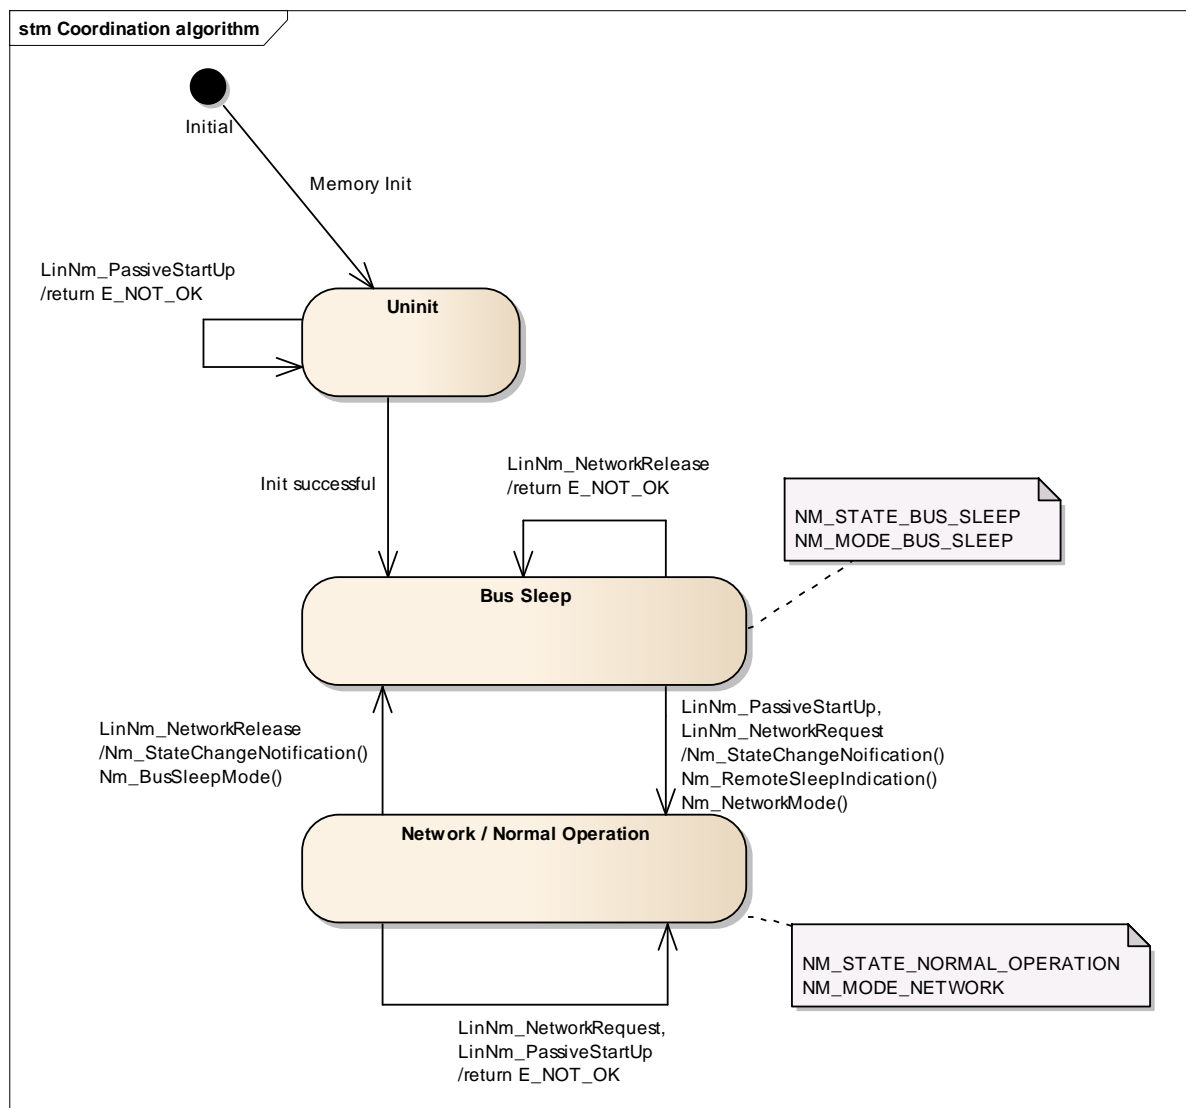 stm Coordination algorithm
Initial
Memory Init
LinNm_PassiveStartUp
/return E_NOT_OK
Uninit
Init successful
LinNm_NetworkRelease
/return E_NOT_OK
NM_STATE_BUS_SLEEP
NM_MODE_BUS_SLEEP
Bus Sleep
LinNm_NetworkRelease
/Nm_StateChangeNotification()
Nm_BusSleepMode()
LinNm_PassiveStartUp,
LinNm_NetworkRequest
/Nm_StateChangeNoification()
Nm_RemoteSleepIndication()
Nm_NetworkMode()
Network / Normal Operation
NM_STATE_NORMAL_OPERATION
NM_MODE_NETWORK
LinNm_NetworkRequest,
LinNm_PassiveStartUp
/return E_NOT_OK